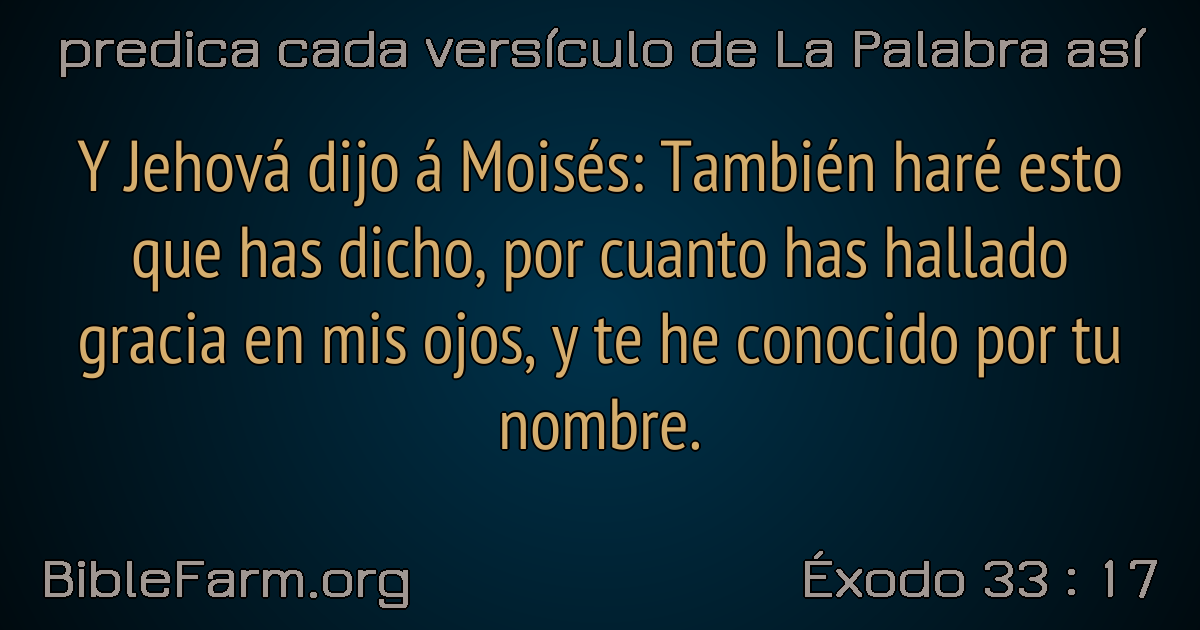 predica cada versículo de La Palabra así
Y Jehová dijo á Moisés: También haré esto
que has dicho, por cuanto has hallado
gracia en mis ojos, y te he conocido por tu
nombre.
BibleFarm.org
Éxodo 33 : 17